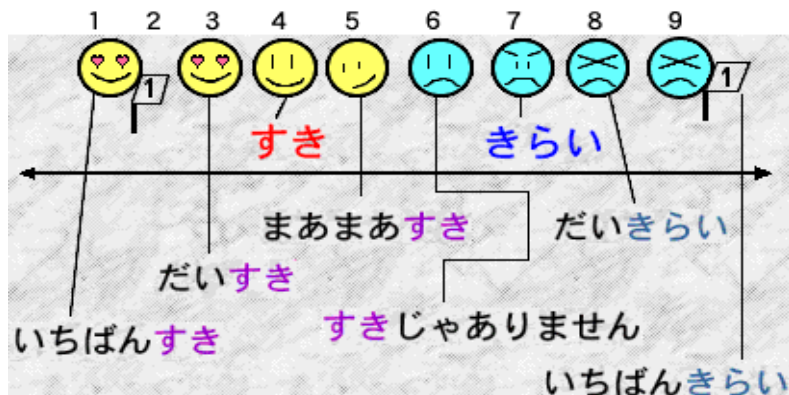 1 2 3 4 5 6 7 8 9
1 1
すき きらい
まあまあすき だいきらい
だいすき
すきじゃありません
いちばんすき
いちばんきらい